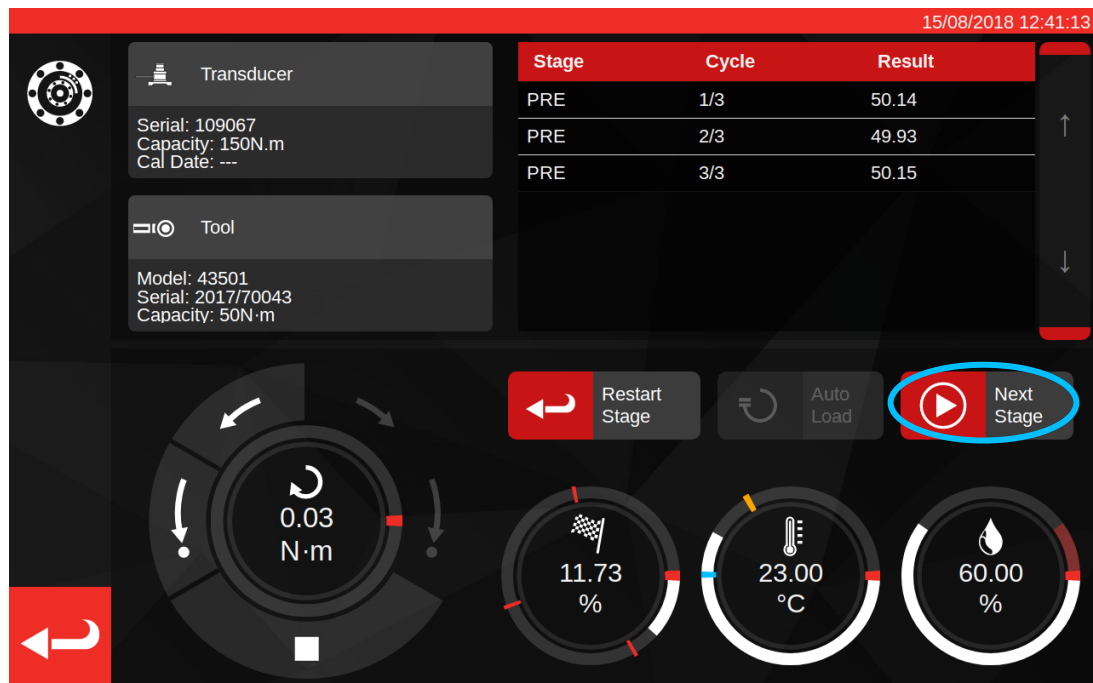 15/08/2018 12:41:13
Transducer
Serial: 109067
Capacity: 150N.m
Cal Date: ---
Tool
Model: 43501
Serial: 2017/70043
Capacity: 50N·m
Stage Cycle Result
PRE 1/3 50.14
PRE 2/3 49.93
PRE 3/3 50.15
Restart
Stage
Auto
Load
Next
Stage
0.03
N·m
11.73
%
23.00
°C
60.00
%